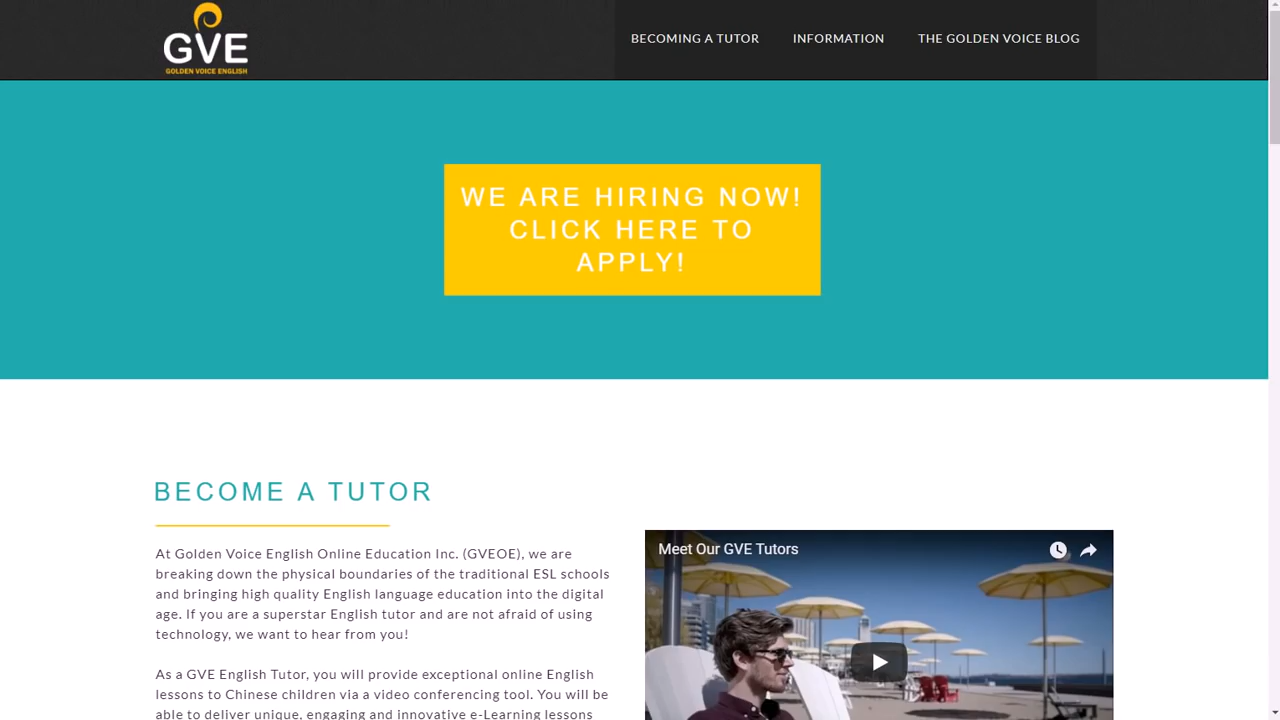 GVE
GOLDEN VOICE ENGLISH
BECOMING A TUTOR
INFORMATION
THE GOLDEN VOICE BLOG
WE ARE HIRING NOW!
CLICK HERE TO
APPLY!
BECOME A TUTOR
At Golden Voice English Online Education Inc. (GVEOE), we are
breaking down the physical boundaries of the traditional ESL schools
and bringing high quality English language education into the digital
age. If you are a superstar English tutor and are not afraid of using
technology, we want to hear from you!
As a GVE English Tutor, you will provide exceptional online English
lessons to Chinese children via a video conferencing tool. You will be
able to deliver unique, engaging and innovative e-Learning lessons
Meet Our GVE Tutors